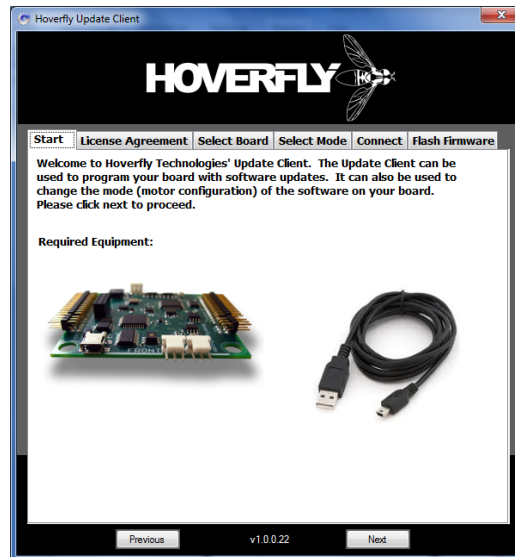 Hoverfly Update Client
HOVERFLY
Start License Agreement Select Board Select Mode Connect Flash Firmware
Welcome to Hoverfly Technologies' Update Client. The Update Client can be
used to program your board with software updates. It can also be used to
change the mode (motor configuration) of the software on your board.
Please click next to proceed.
Required Equipment:
FRONT
Previous v1.0.0.22 Next